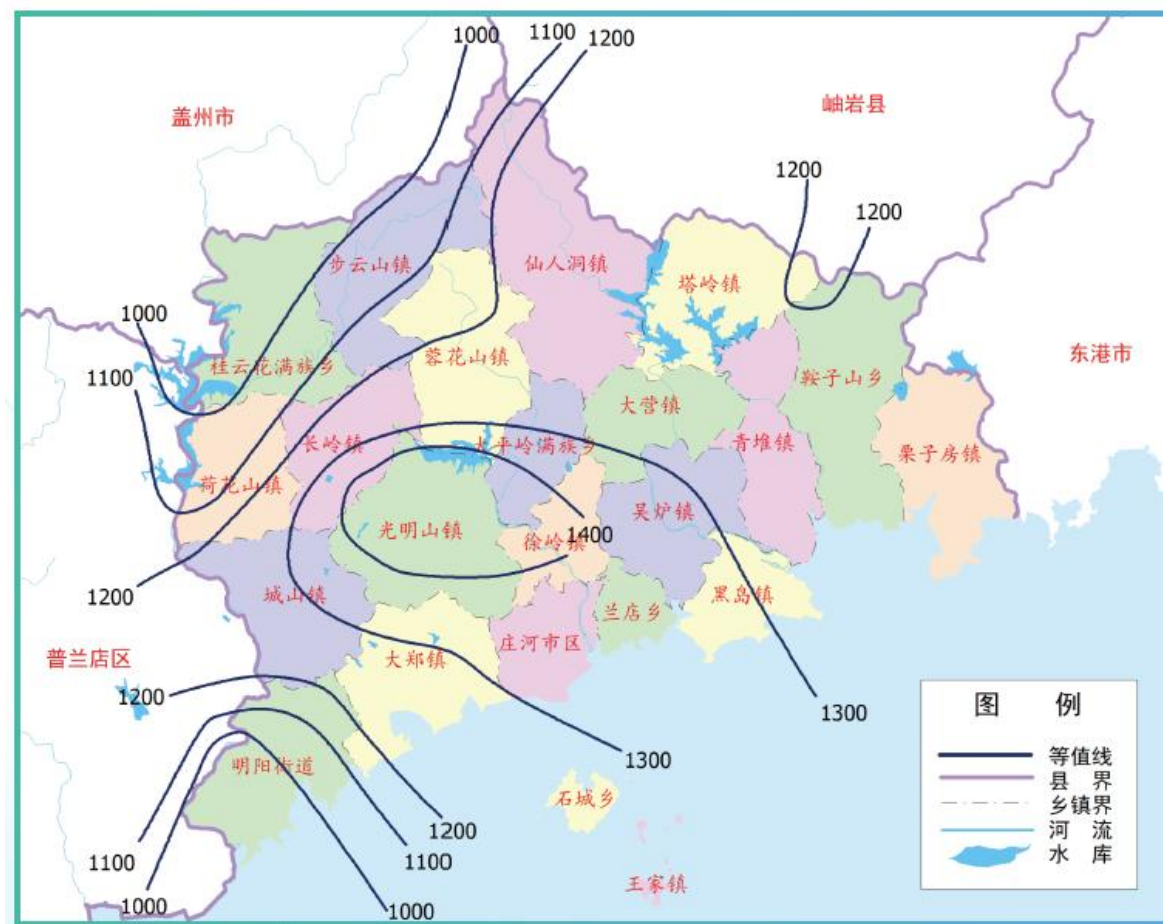 1000
1100
1200
盖州市
岫岩县
1200
1200
步云山镇
仙人洞镇
塔岭镇
1000
桂云花满族乡
蓉花山镇
鞍子山乡
东港市
1100
大营镇
长岭镇
太平岭满族乡
青堆镇
栗子房镇
荷花山镇
光明山镇
1400
徐岭镇
吴炉镇
1200
城山镇
黑岛镇
兰店乡
庄河市区
大郑镇
普兰店区
1200
1300
1300
明阳街道
石城乡
1200
1100
1100
1000
1000
王家镇
图 例
等值线
县 界
乡镇界
河 流
水 库